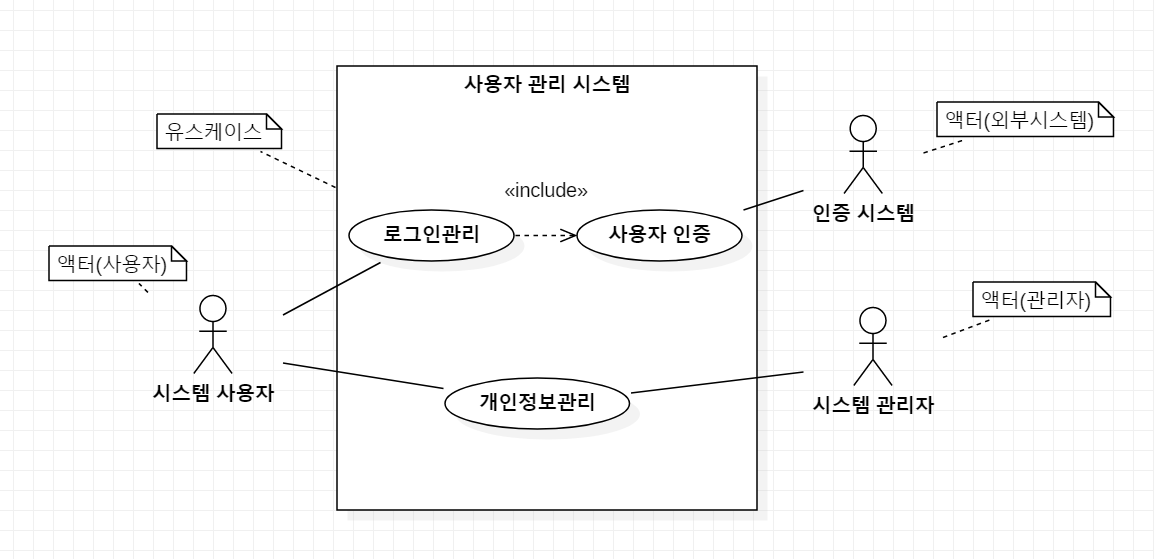 사용자 관리 시스템
유스케이스
액터(외부시스템)
«include»
인증 시스템
로그인관리
사용자 인증
액터(사용자)
액터(관리자)
시스템 사용자
개인정보관리
시스템 관리자